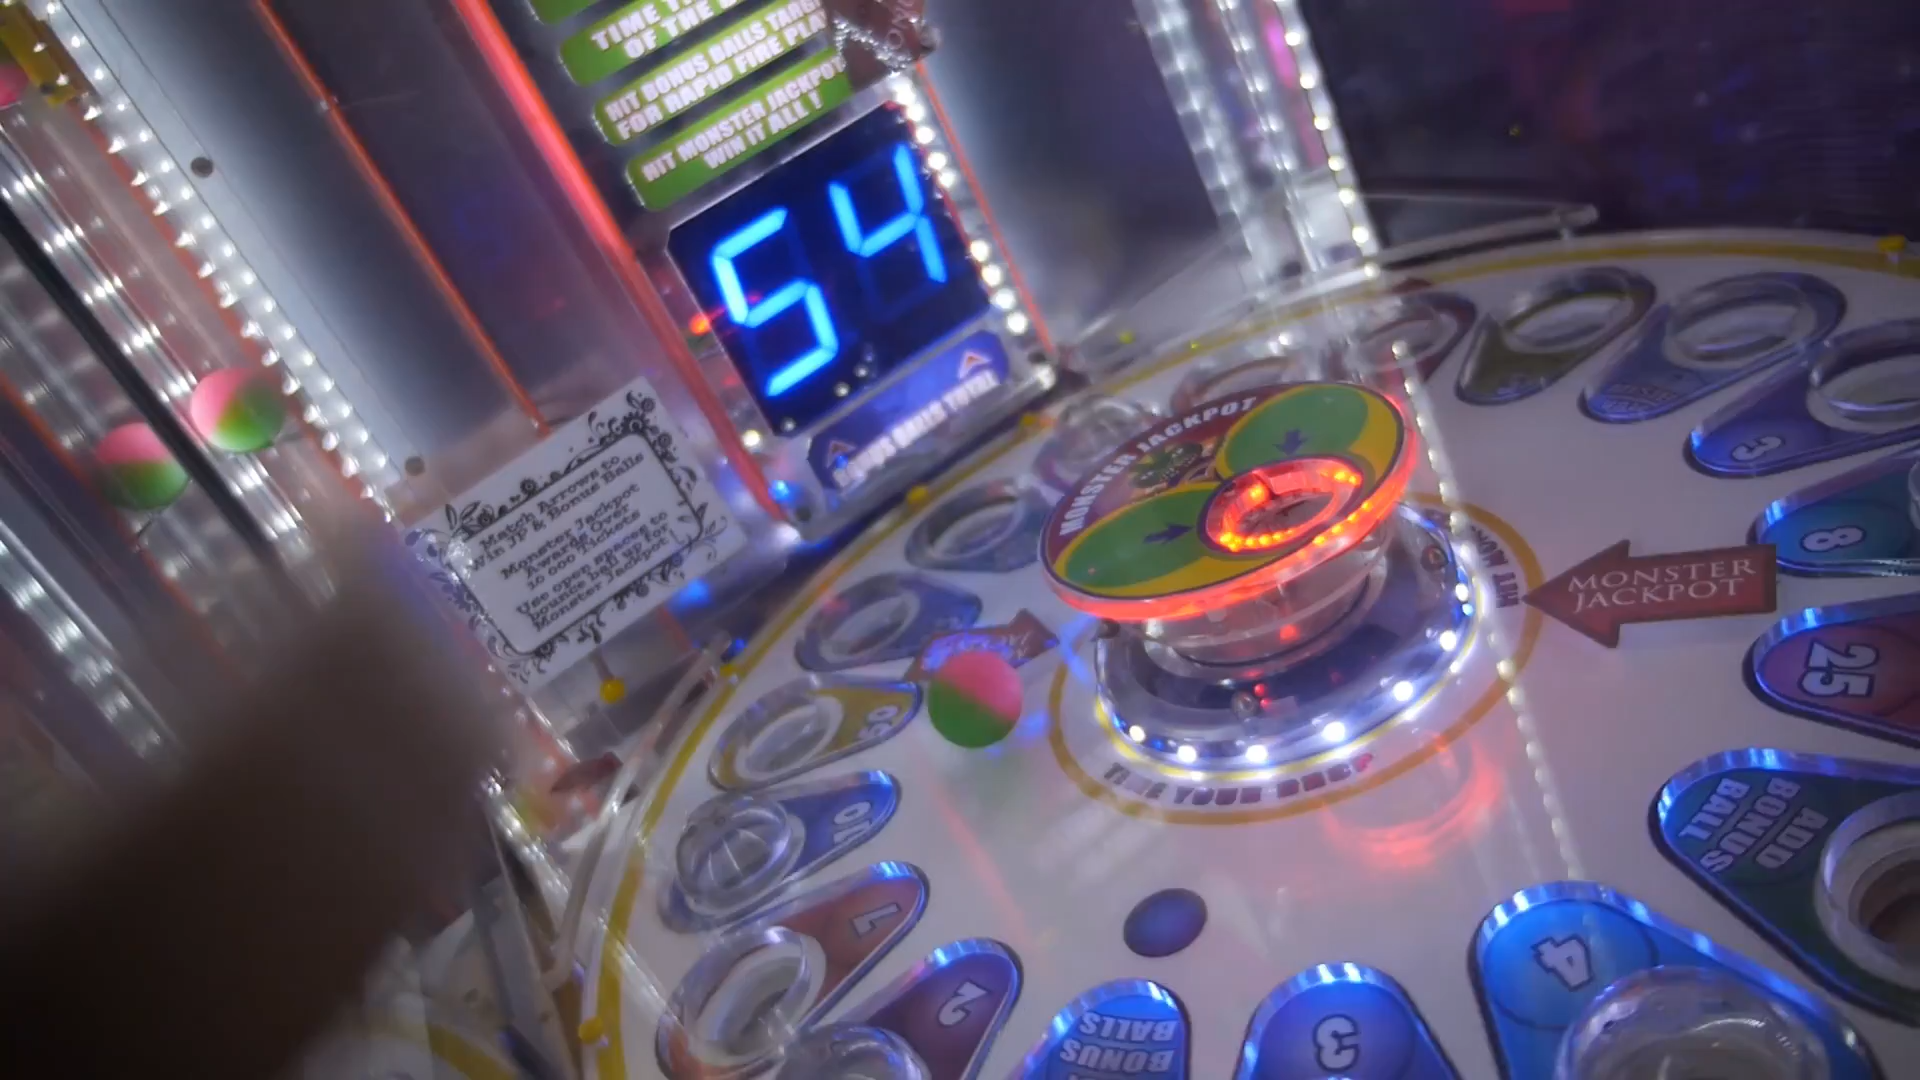 TIME
OF THE
HIT BONUS BALLS TARGE
FOR RAPID FIRE PLAY
HIT MONSTER JACKPOT
WIN IT ALL !
54
BONUS BALLS TOTAL
Match Arrows to
Win JP & Bonus Balls
Monster Jackpot
Awards Over
10 000 Tickets
Use open spaces to
bounce ball up for
Monster Jackpot!
MONSTER JACKPOT
MONSTER
JACKPOT
TIME YOUR DROP
3
8
25
ADD
BONUS
BALL
4
3
BONUS
BALLS
2
1
50